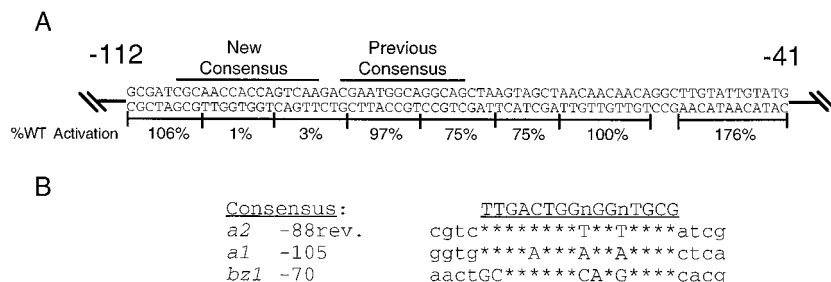 A
-112
New Consensus
Previous Consensus
-41
GCGATCGCAACCACCAGTCAAGACGAATGGCAGGCAGCTAAGTAGCTAACAACAACAGGCTTGTATTGTATG
CGCTAGCGTTGGTGGTCAGTTCTGCTTACCGTCCGTCGATTCATCGATTGTTGTTGTCCGAACATAACATAC
%WT Activation 106% 1% 3% 97% 75% 75% 100% 176%
B
Consensus: TTGACTGGnGGnTGCG
a2 -88rev. cgtc********T**T****atcg
a1 -105 ggtg****A***A**A****ctca
bz1 -70 aactGC******CA*G****cacg